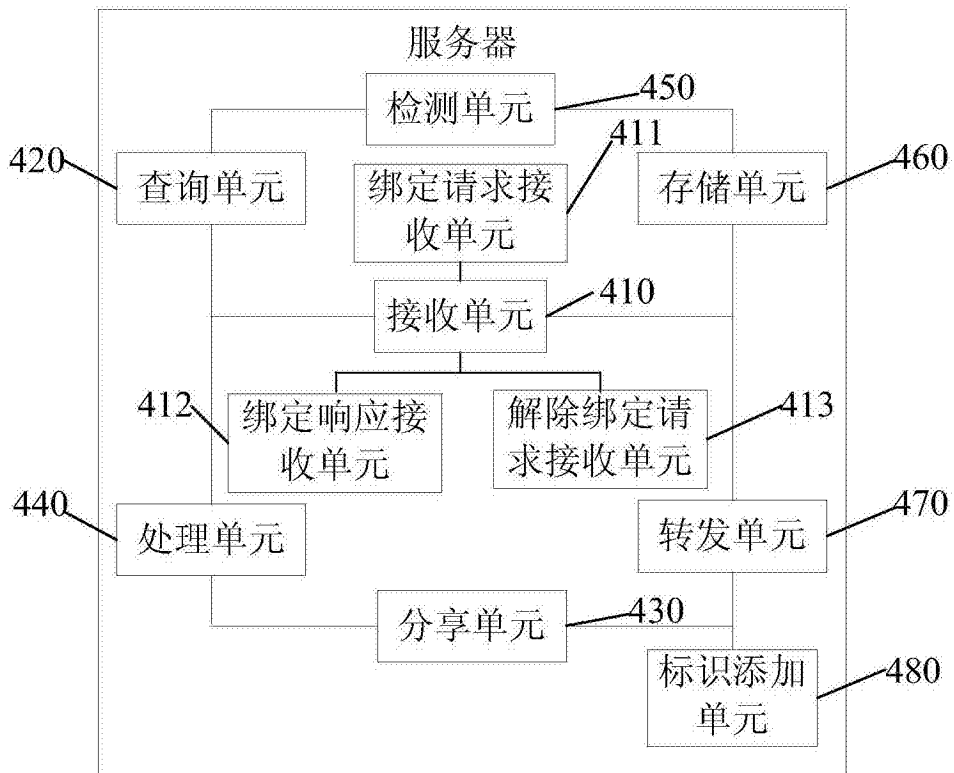 服务器
检测单元
450
411
420
查询单元
绑定请求接
收单元
存储单元
460
接收单元
410
412
绑定响应接
收单元
解除绑定请
求接收单元
413
440
处理单元
转发单元
470
分享单元
430
标识添加
单元
480